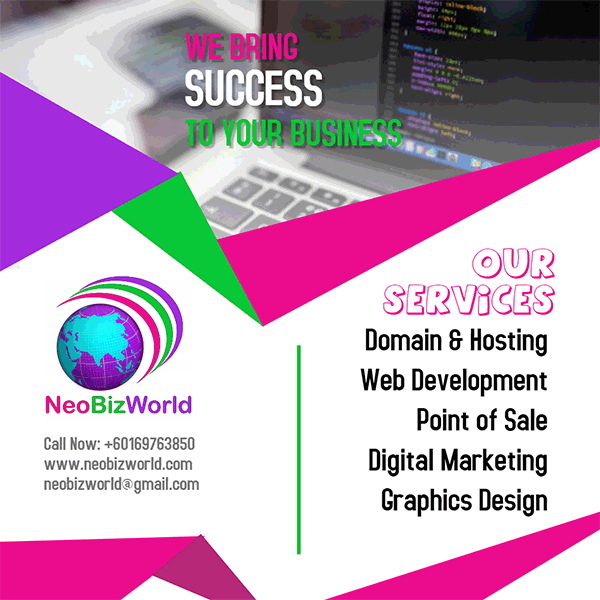 WE BRING
SUCCESS
TO YOUR BUSINESS
OUR
SERVICES
Domain & Hosting
Web Development
Point of Sale
Digital Marketing
Graphics Design
NeoBizWorld
Call Now: +60169763850
www.neobizworld.com
neobizworld@gmail.com